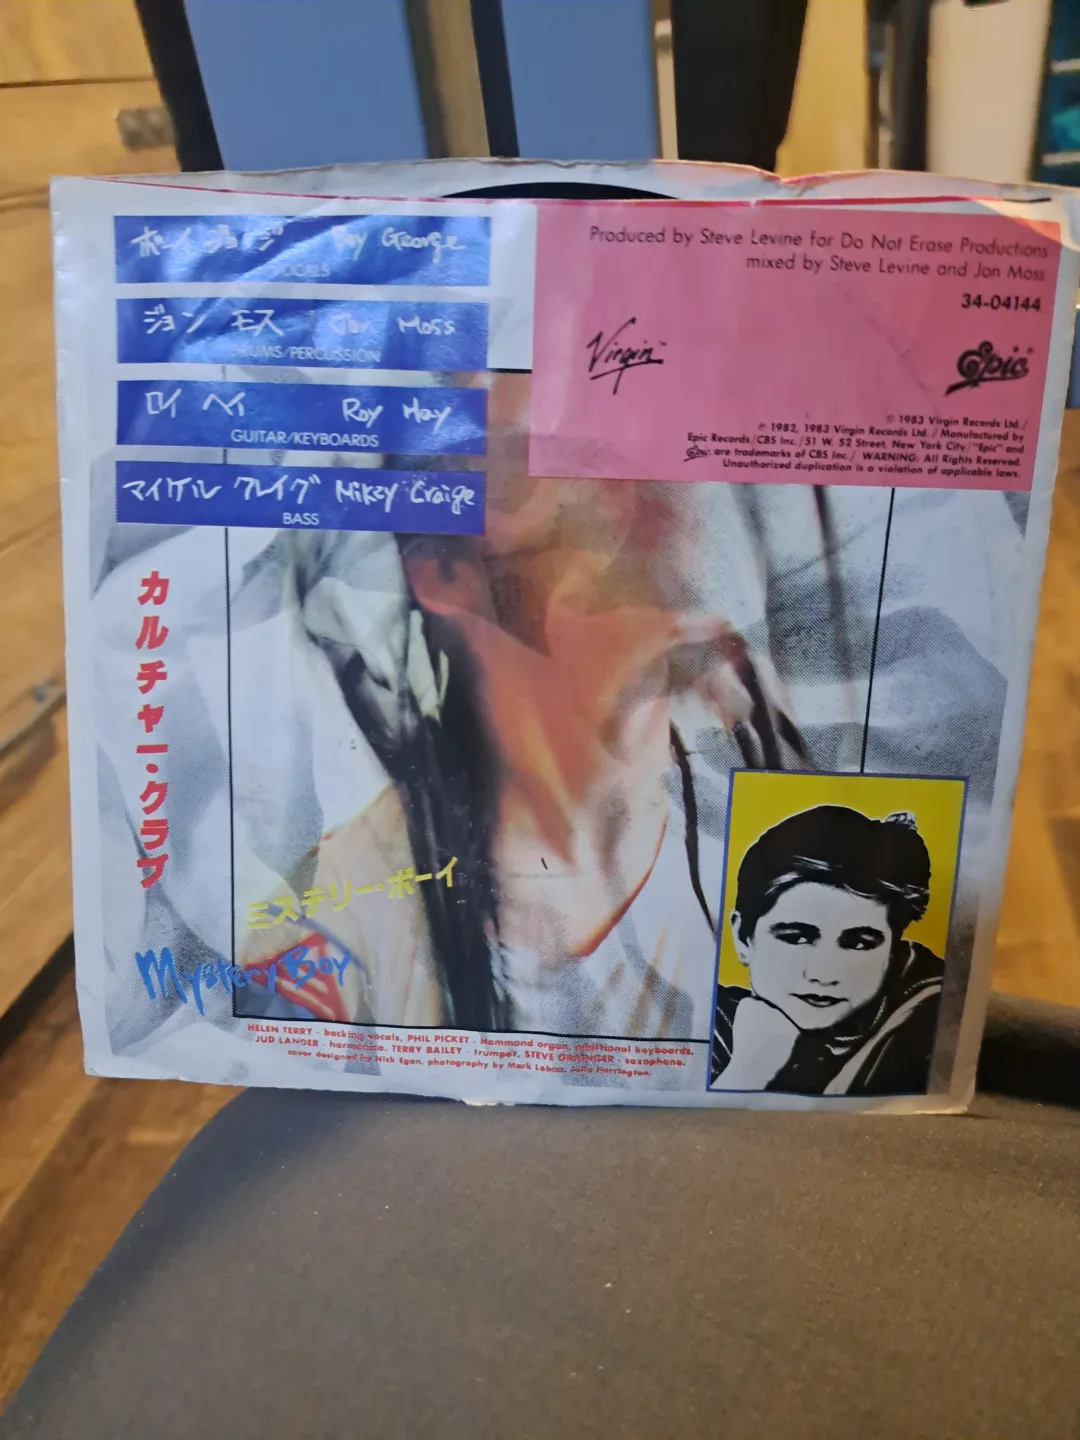 ボーイ ジョージ Boy George
VOCALS
ジョン モス Jon Moss
DRUMS/PERCUSSION
ロイ ヘイ Roy Hay
GUITAR/KEYBOARDS
マイケル クレイグ Mikey Craig
BASS
Produced by Steve Levine for Do Not Erase Productions
mixed by Steve Levine and Jon Moss
34-04144
Virgin
Epic
© 1983 Virgin Records Ltd./
℗ 1982, 1983 Virgin Records Ltd./ Manufactured by
Epic Records/CBS Inc./51 W. 52 Street, New York City/"Epic" and
Epic are trademarks of CBS Inc./ WARNING: All Rights Reserved.
Unauthorized duplication is a violation of applicable laws.
カルチャー・クラブ
ミステリー・ボーイ
Mystery Boy
HELEN TERRY - backing vocals, PHIL PICKET - Hammond organ, additional keyboards,
JUD LANDER - harmonica, TERRY BAILEY - trumpet, STEVE GRAINGER - saxophone.
cover designed by Nick Egan, photography by Mark Lebon, Julie Harrington.